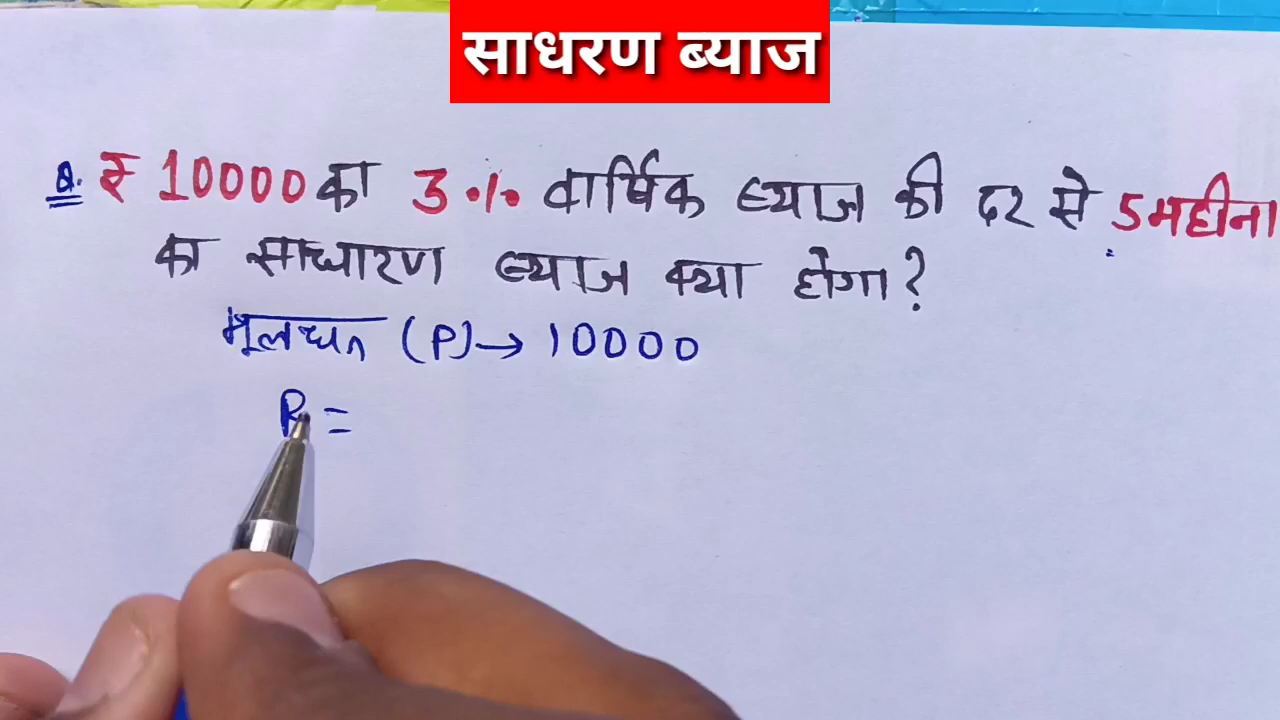 साधरण ब्याज
Q. ₹ 10000 का 3% वार्षिक ब्याज की दर से 5 महीना
का साधारण ब्याज क्या होगा?
मूलधन (P) → 10000
R =